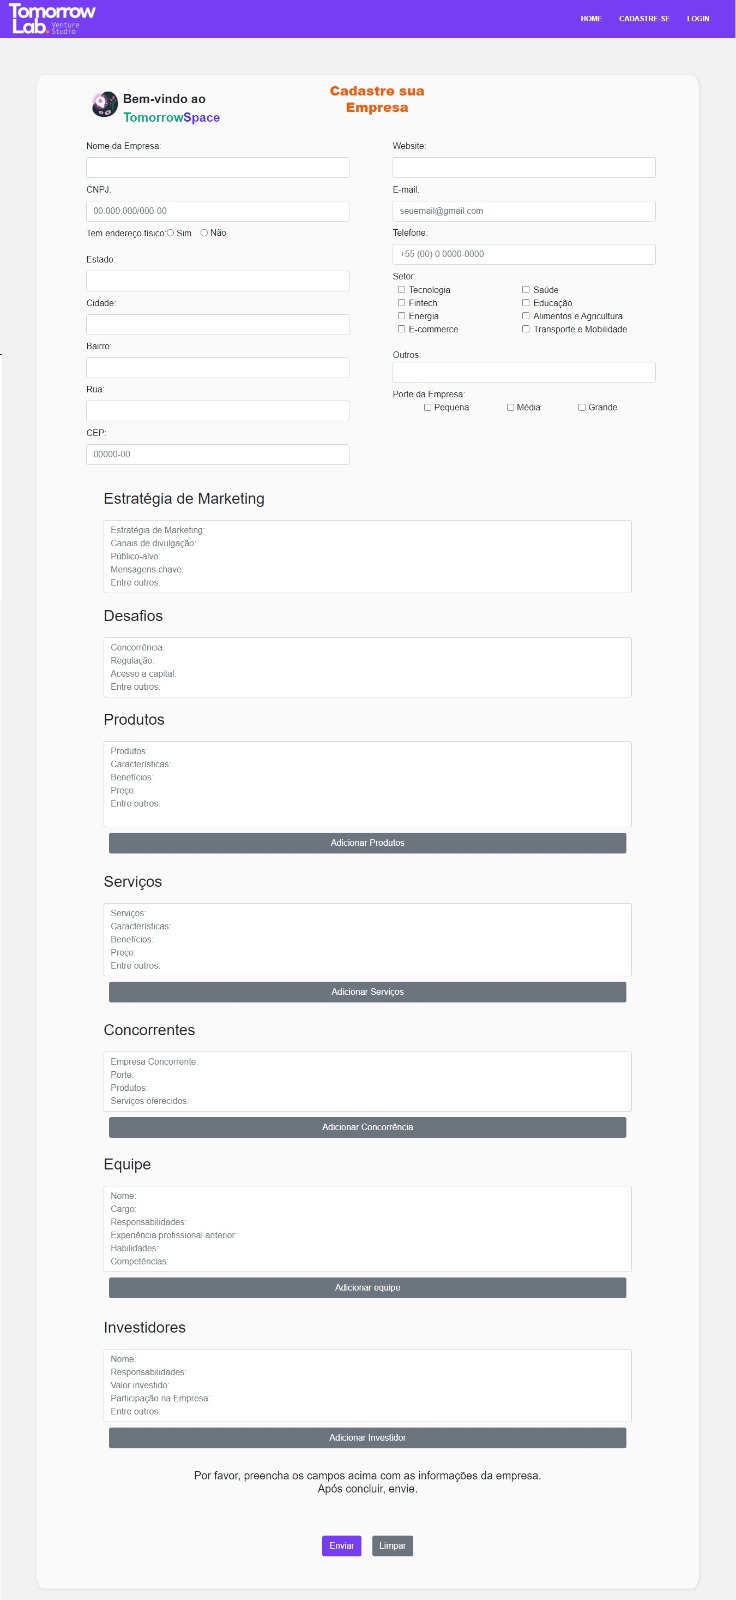 Tomorrow
Lab. Venture
Studio
HOME CADASTRE-SE LOGIN
Bem-vindo ao
TomorrowSpace
Cadastre sua
Empresa
Nome da Empresa:
CNPJ:
00.000.000/000-00
Tem endereço físico: Sim Não
Estado:
Cidade:
Bairro:
Rua:
CEP:
00000-00
Website:
E-mail:
seuemail@gmail.com
Telefone:
+55 (00) 0 0000-0000
Setor:
Tecnologia Saúde
Fintech Educação
Energia Alimentos e Agricultura
E-commerce Transporte e Mobilidade
Outros:
Porte da Empresa:
Pequena Média Grande
Estratégia de Marketing
Estratégia de Marketing:
Canais de divulgação:
Público-alvo:
Mensagens chave:
Entre outros:
Desafios
Concorrência:
Regulação:
Acesso a capital:
Entre outros:
Produtos
Produtos:
Características:
Benefícios:
Preço:
Entre outros:
Adicionar Produtos
Serviços
Serviços:
Características:
Benefícios:
Preço:
Entre outros:
Adicionar Serviços
Concorrentes
Empresa Concorrente:
Porte:
Produtos:
Serviços oferecidos:
Adicionar Concorrência
Equipe
Nome:
Cargo:
Responsabilidades:
Experiência profissional anterior:
Habilidades:
Competências:
Adicionar equipe
Investidores
Nome:
Responsabilidades:
Valor investido:
Participação na Empresa:
Entre outros:
Adicionar Investidor
Por favor, preencha os campos acima com as informações da empresa.
Após concluir, envie.
Enviar Limpar